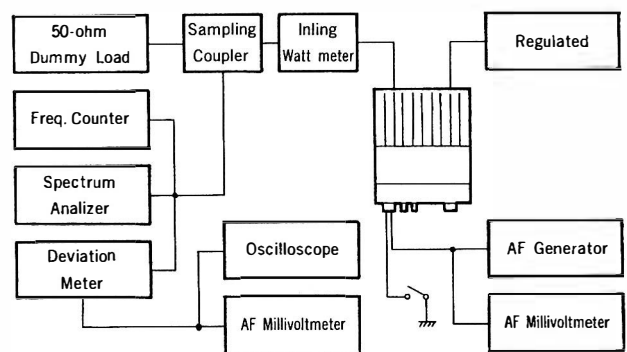 50-ohm
Dummy Load
Sampling
Coupler
Inling
Watt meter
Regulated
Freq. Counter
Spectrum
Analizer
Deviation
Meter
Oscilloscope
AF Millivoltmeter
AF Generator
AF Millivoltmeter